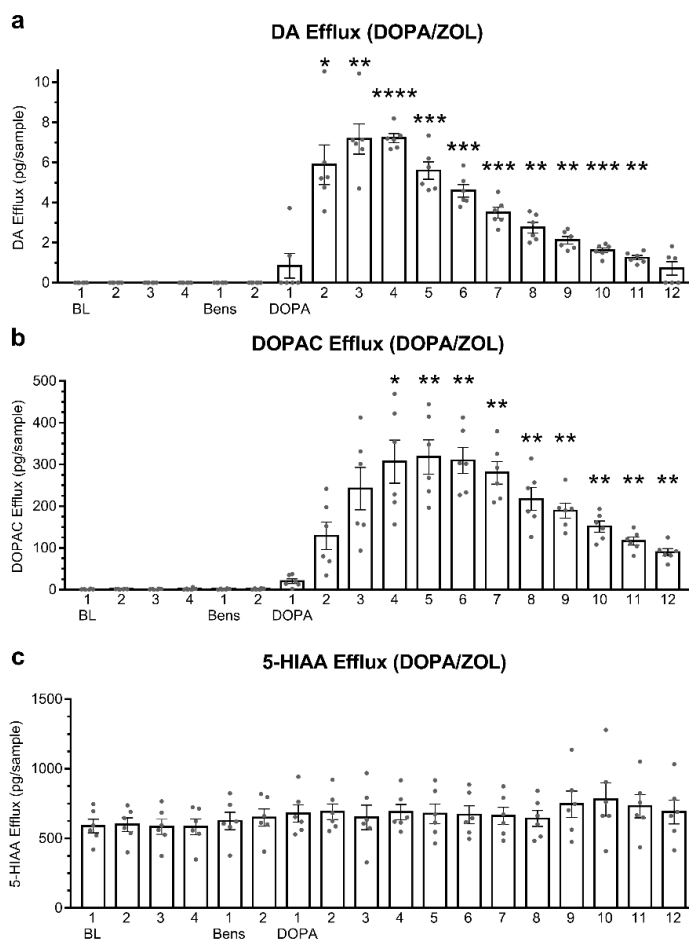 a
DA Efflux (DOPA/ZOL)
* ** **** *** *** *** ** ** *** **
DA Efflux (pg/sample)
10
8
6
4
2
0
1 2 3 4 1 2 1 2 3 4 5 6 7 8 9 10 11 12
BL Bens DOPA
b
DOPAC Efflux (DOPA/ZOL)
* ** ** ** ** ** ** ** **
DOPAC Efflux (pg/sample)
500
400
300
200
100
0
1 2 3 4 1 2 1 2 3 4 5 6 7 8 9 10 11 12
BL Bens DOPA
c
5-HIAA Efflux (DOPA/ZOL)
5-HIAA Efflux (pg/sample)
1500
1000
500
0
1 2 3 4 1 2 1 2 3 4 5 6 7 8 9 10 11 12
BL Bens DOPA